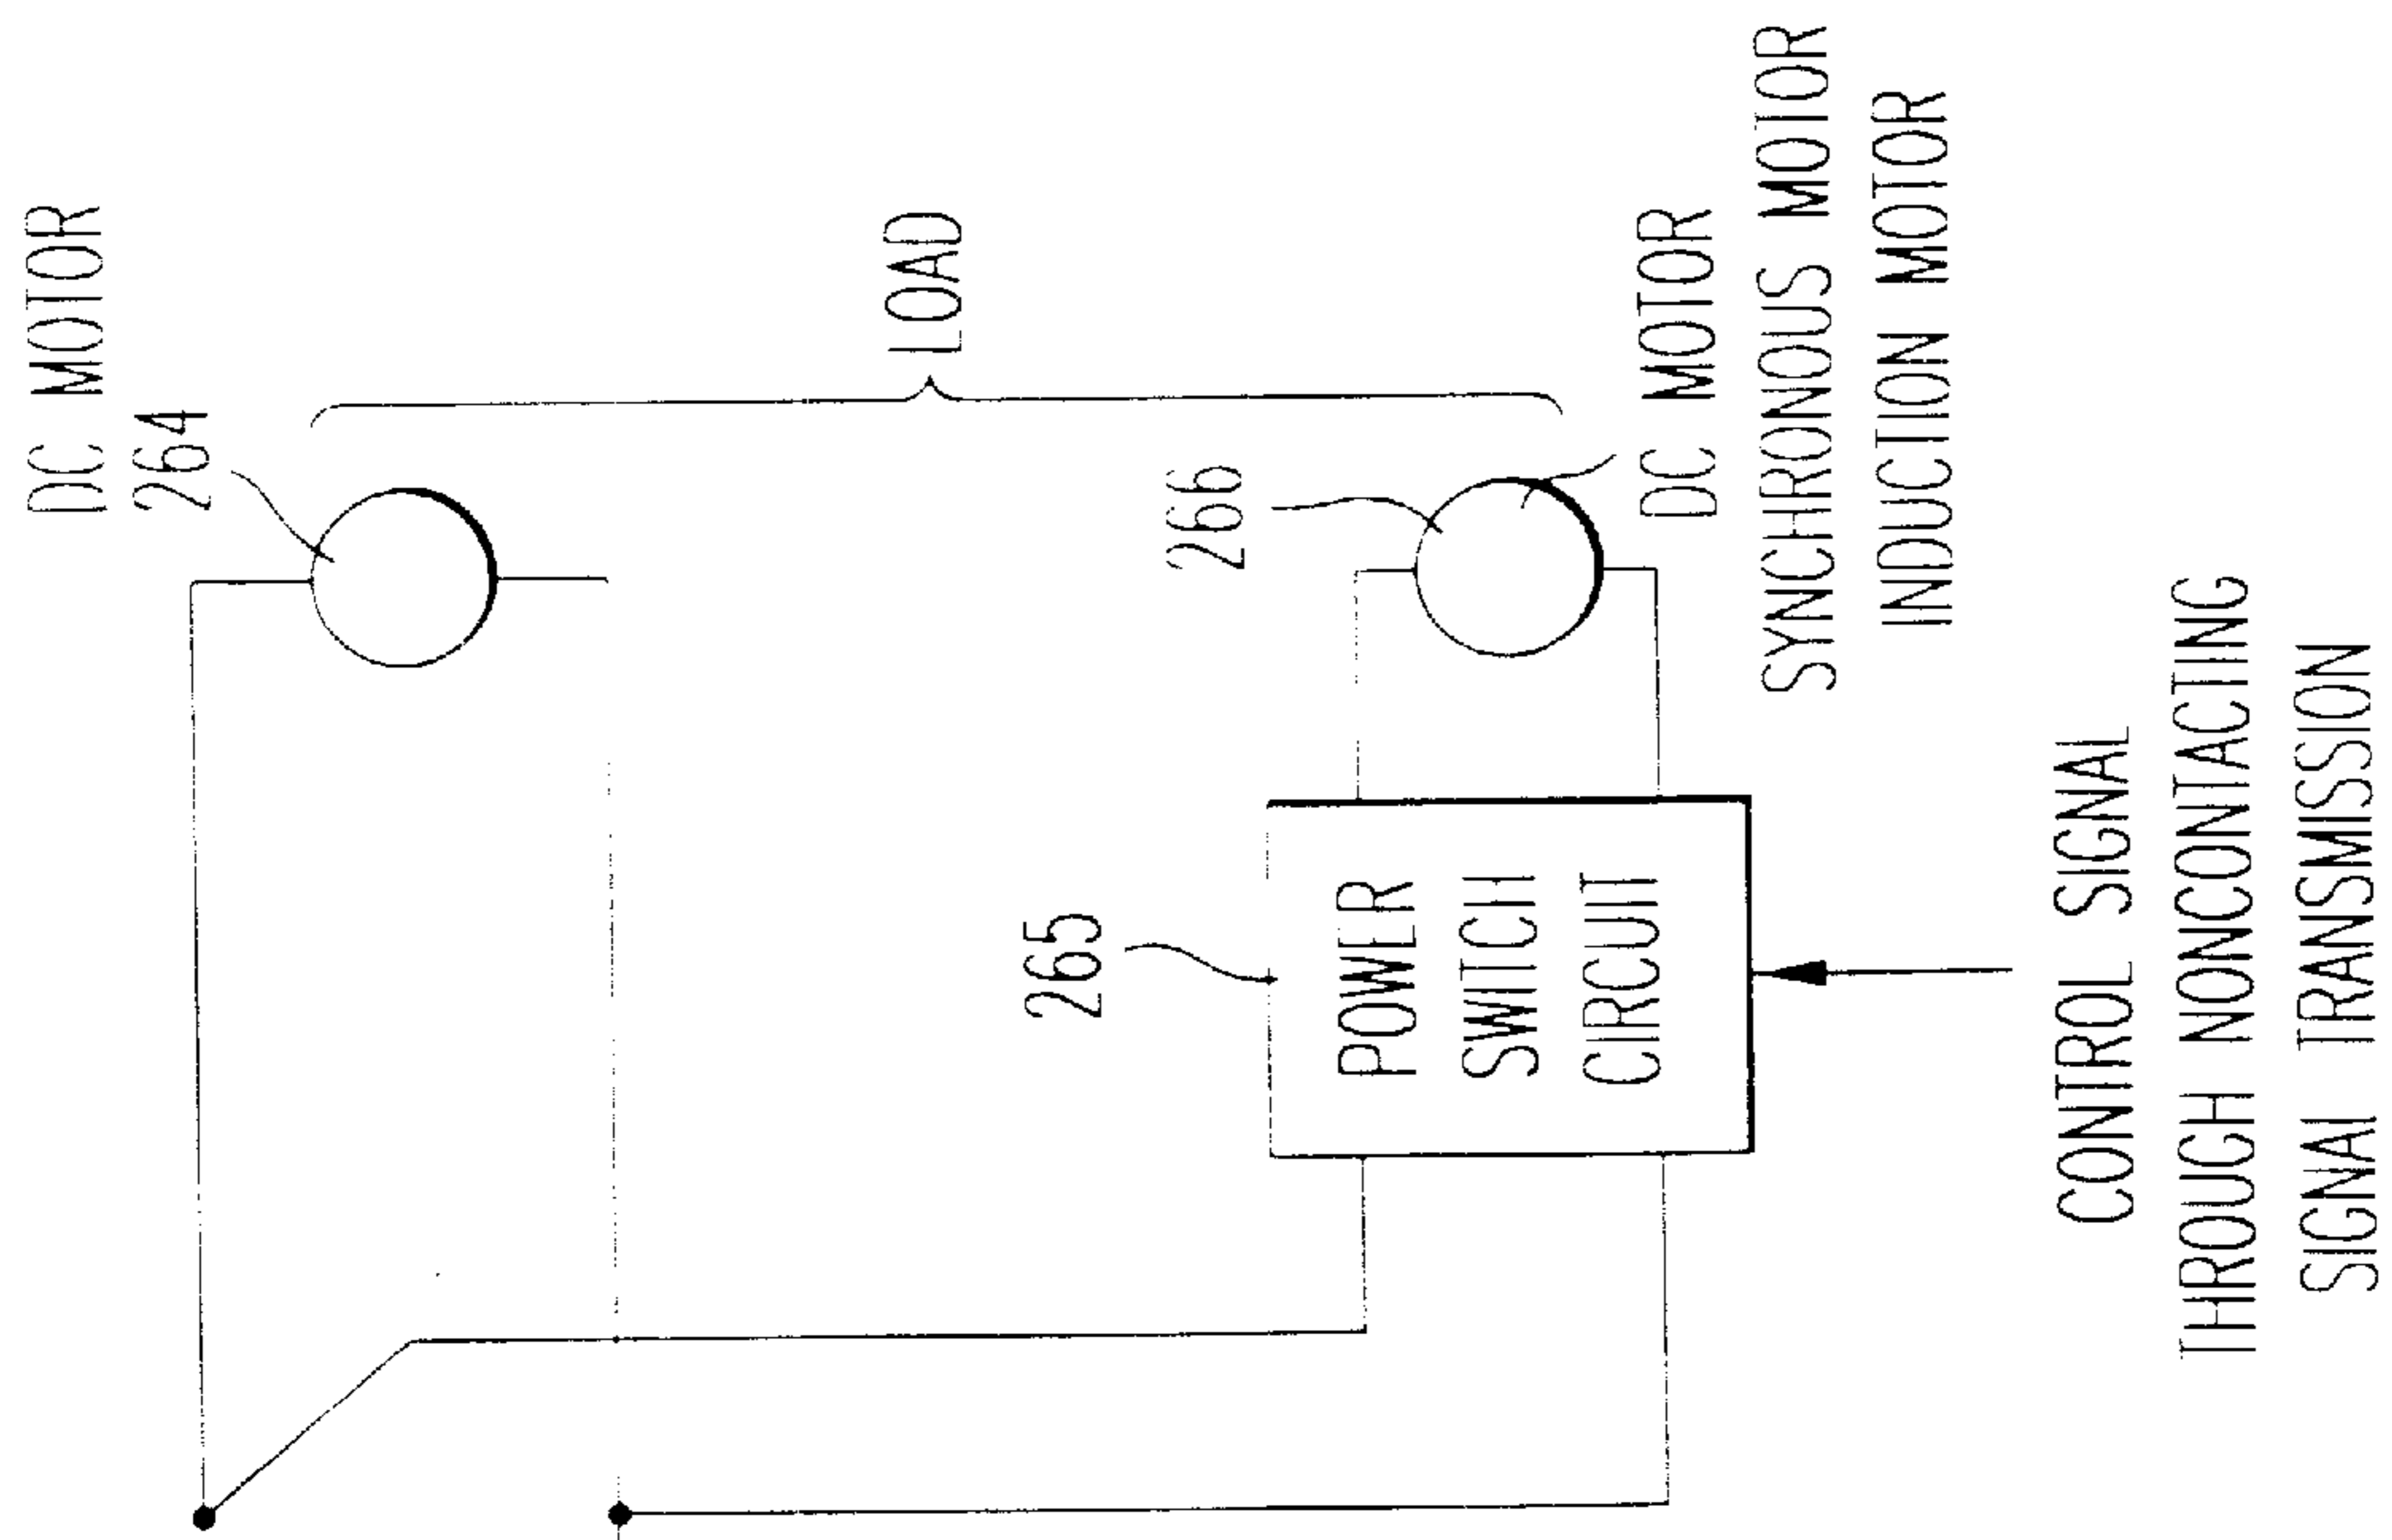 DC MOTOR
264
LOAD
266
DC MOTOR
SYNCHRONOUS MOTOR
INDUCTION MOTOR
265
POWER
SWITCH
CIRCUIT
CONTROL SIGNAL
THROUGH NONCONTACTING
SIGNAL TRANSMISSION